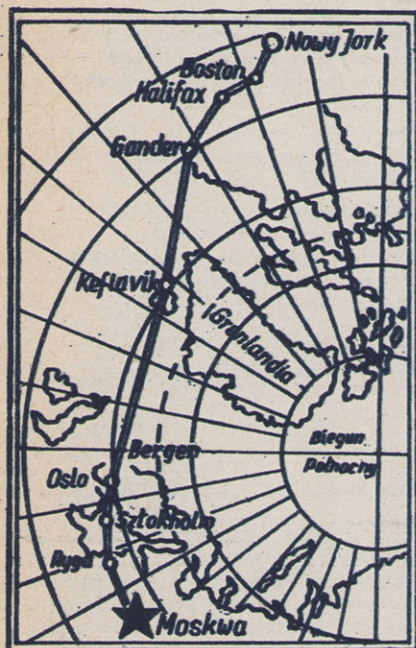 Nowy Jork
Boston
Halifax
Gander
Keflavik
Grenlandia
Bergen
Oslo
Sztokholm
Ryga
Moskwa
Biegun
Północny